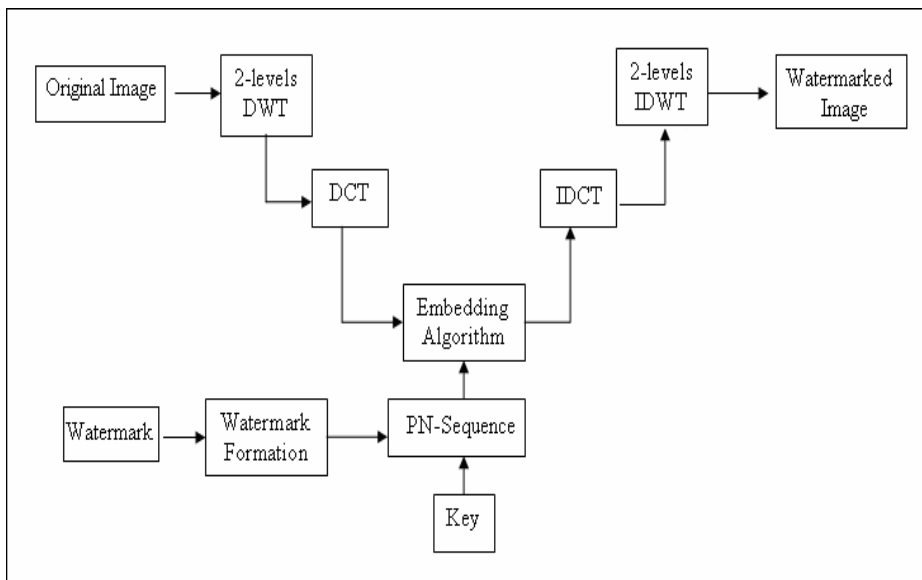 Original Image
2-levels
DWT
2-levels
IDWT
Watermarked
Image
DCT
IDCT
Embedding
Algorithm
Watermark
Watermark
Formation
PN-Sequence
Key